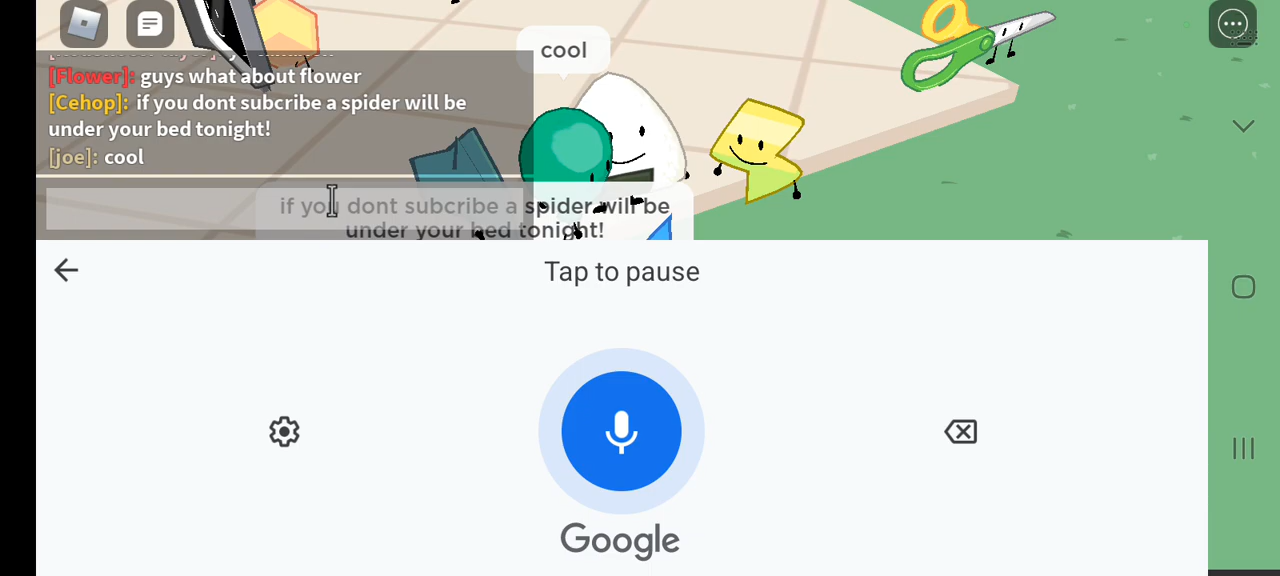 cool
[Flower]: guys what about flower
[Cehop]: if you dont subcribe a spider will be
under your bed tonight!
[joe]: cool
if you dont subcribe a spider will be
under your bed tonight!
Tap to pause
Google